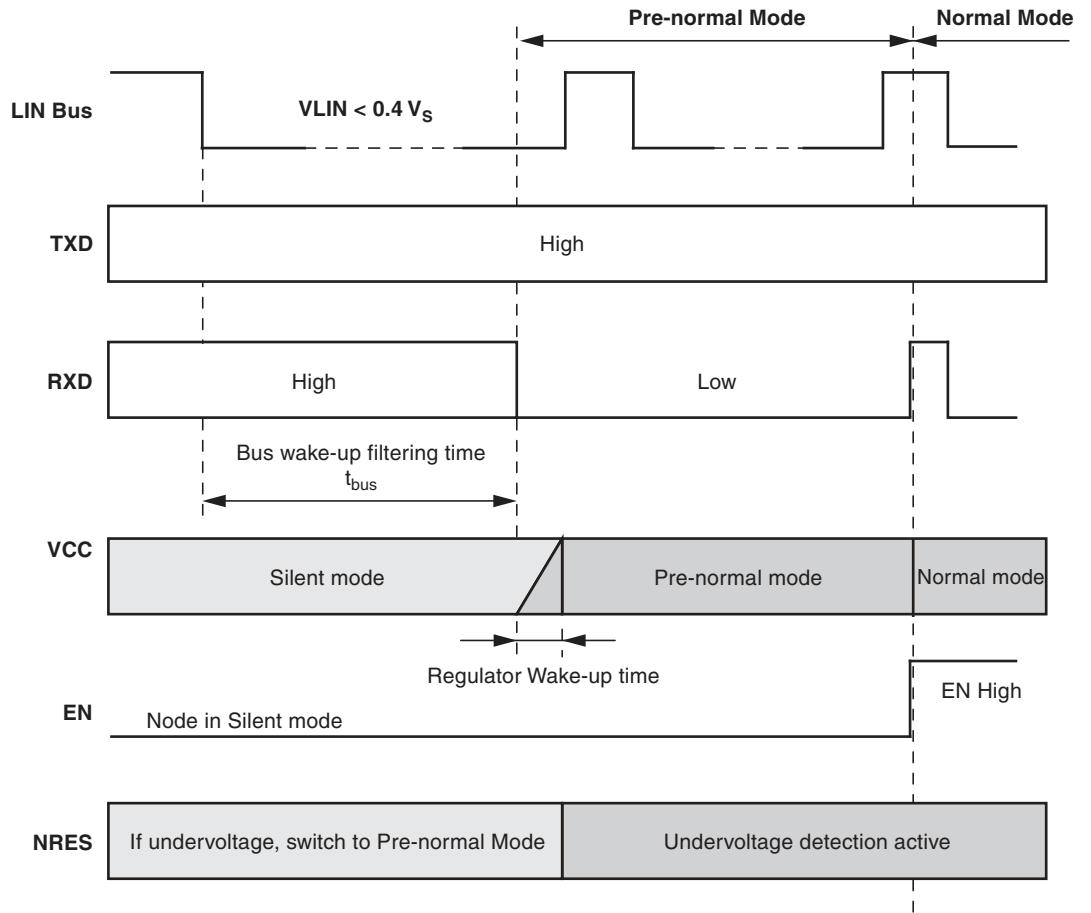 Pre-normal Mode
Normal Mode
LIN Bus
VLIN < 0.4 VS
TXD
High
RXD
High
Low
Bus wake-up filtering time
tbus
VCC
Silent mode
Pre-normal mode
Normal mode
Regulator Wake-up time
EN
Node in Silent mode
EN High
NRES
If undervoltage, switch to Pre-normal Mode
Undervoltage detection active